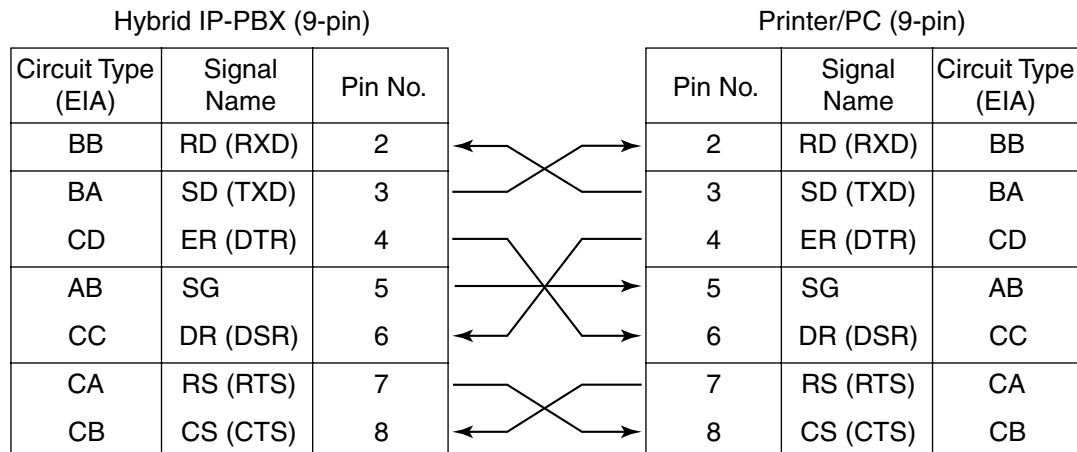 Hybrid IP-PBX (9-pin) Printer/PC (9-pin)
Circuit Type (EIA) Signal Name Pin No. Pin No. Signal Name Circuit Type (EIA)
BB RD (RXD) 2 2 RD (RXD) BB
BA SD (TXD) 3 3 SD (TXD) BA
CD ER (DTR) 4 4 ER (DTR) CD
AB SG 5 5 SG AB
CC DR (DSR) 6 6 DR (DSR) CC
CA RS (RTS) 7 7 RS (RTS) CA
CB CS (CTS) 8 8 CS (CTS) CB